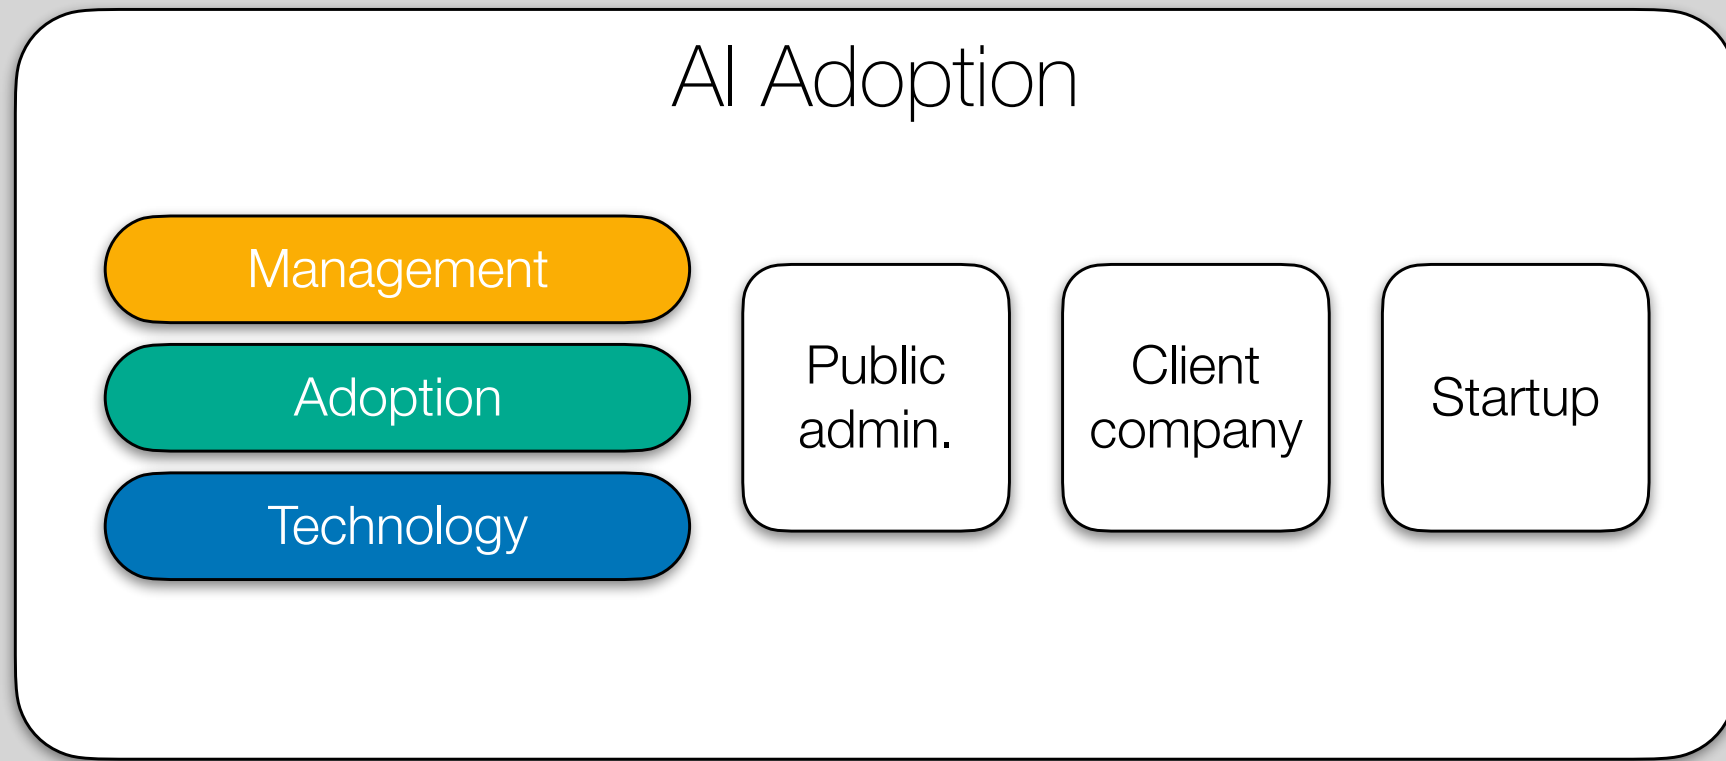 AI Adoption
Management
Adoption
Technology
Public
admin.
Client
company
Startup